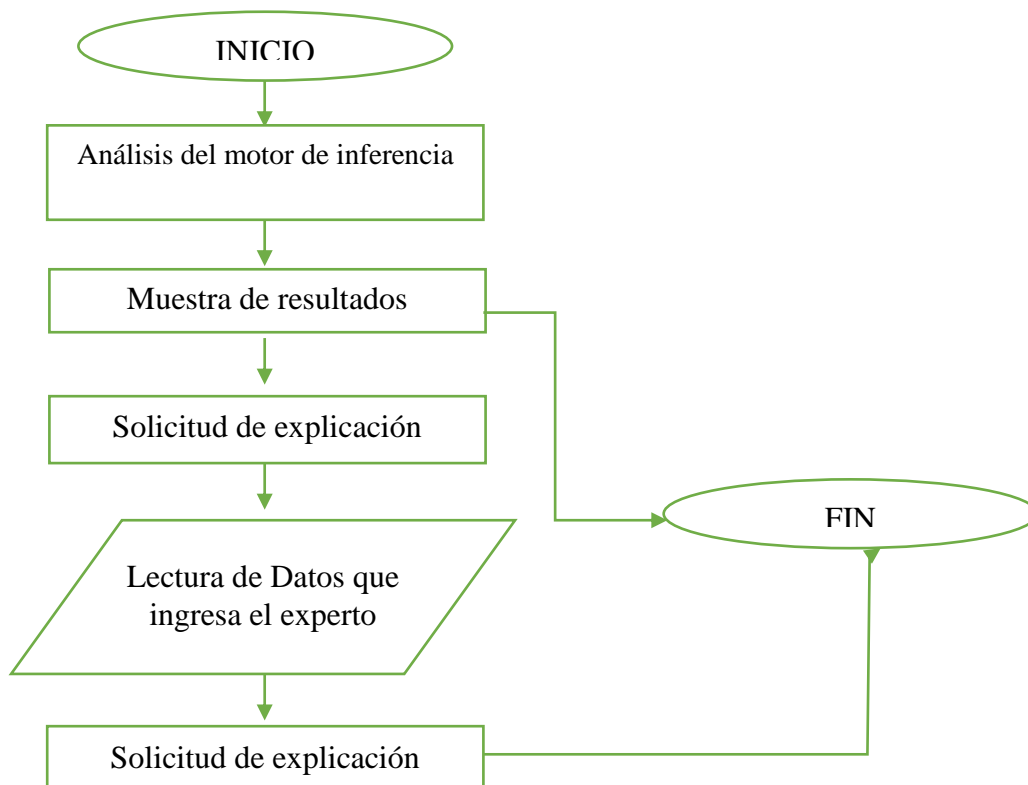 INICIO
Análisis del motor de inferencia
Muestra de resultados
Solicitud de explicación
FIN
Lectura de Datos que
ingresa el experto
Solicitud de explicación